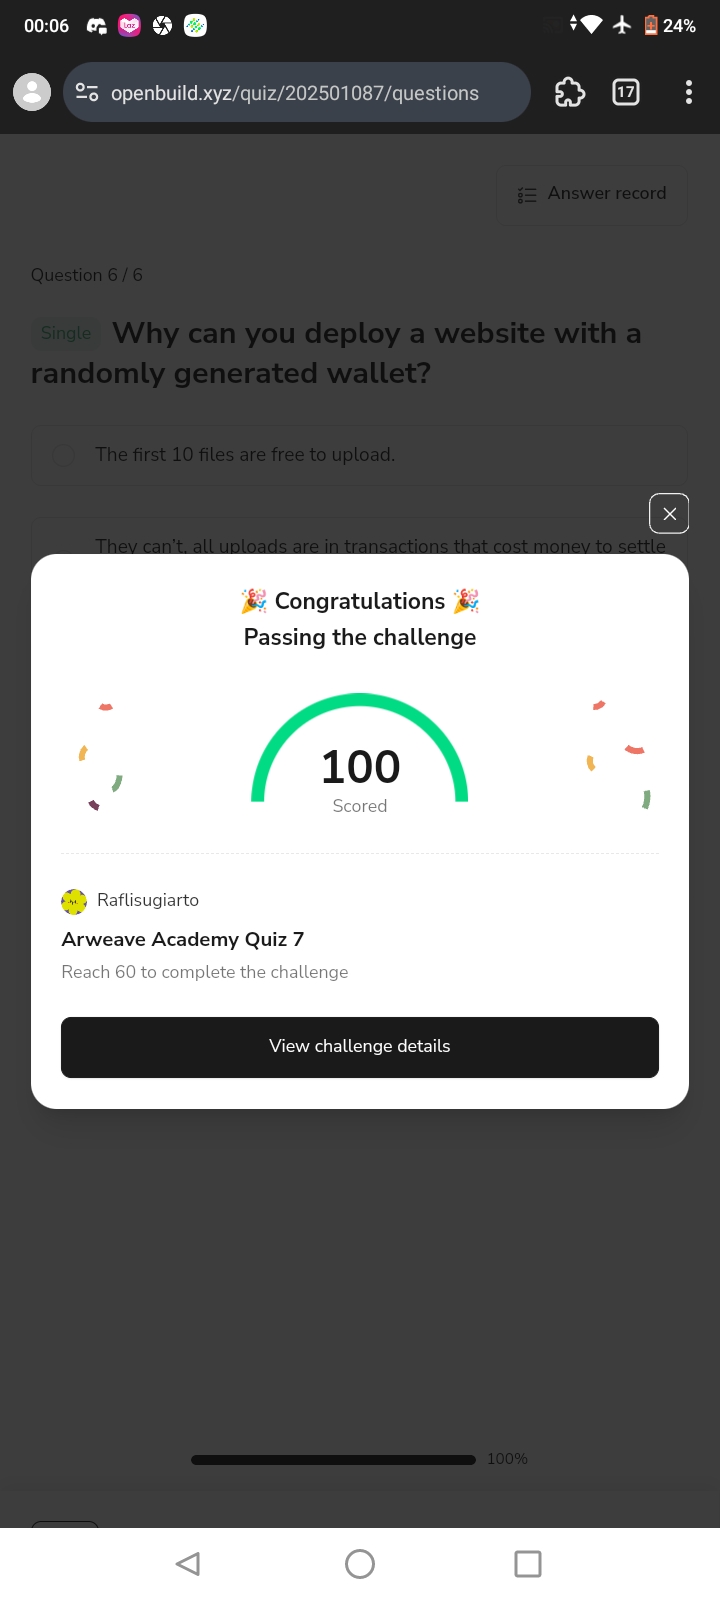 00:06
Laz
24%
openbuild.xyz/quiz/202501087/questions
17
Answer record
Question 6 / 6
Single Why can you deploy a website with a
randomly generated wallet?
The first 10 files are free to upload.
They can't, all uploads are in transactions that cost money to settle
🎉 Congratulations 🎉
Passing the challenge
100
Scored
Raflisugiarto
Arweave Academy Quiz 7
Reach 60 to complete the challenge
View challenge details
100%